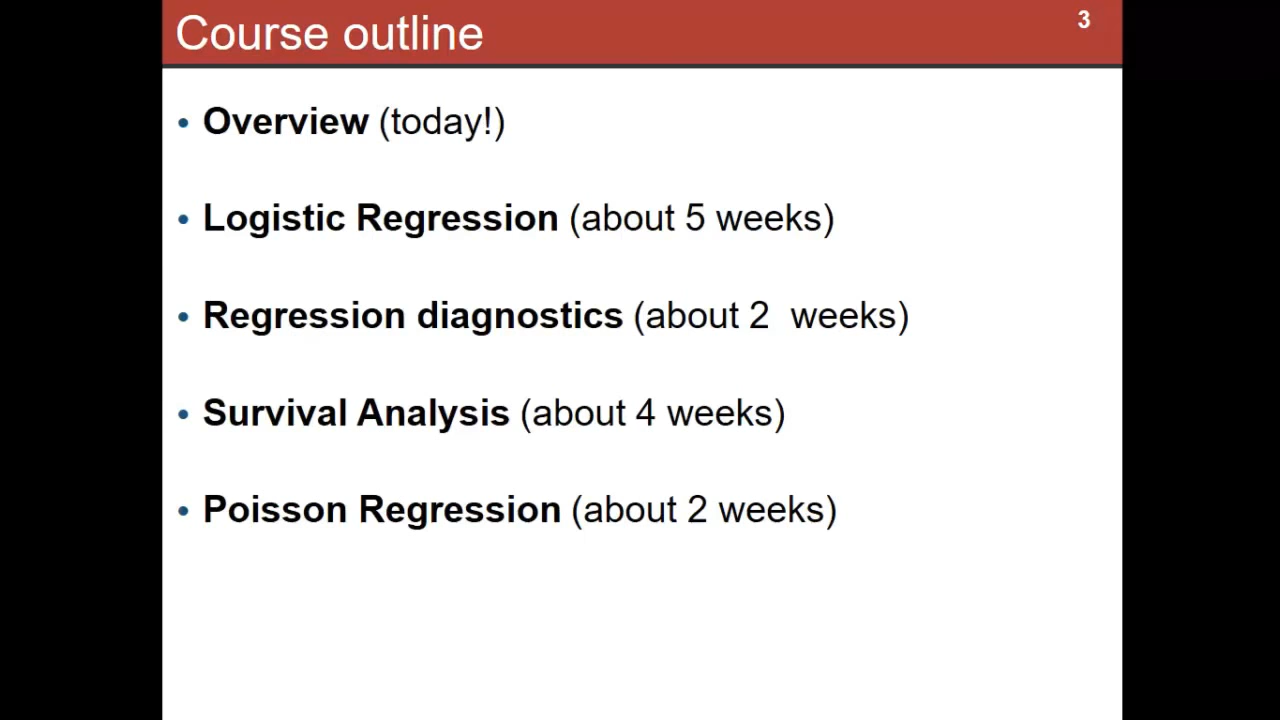 Course outline
3
• Overview (today!)
• Logistic Regression (about 5 weeks)
• Regression diagnostics (about 2  weeks)
• Survival Analysis (about 4 weeks)
• Poisson Regression (about 2 weeks)